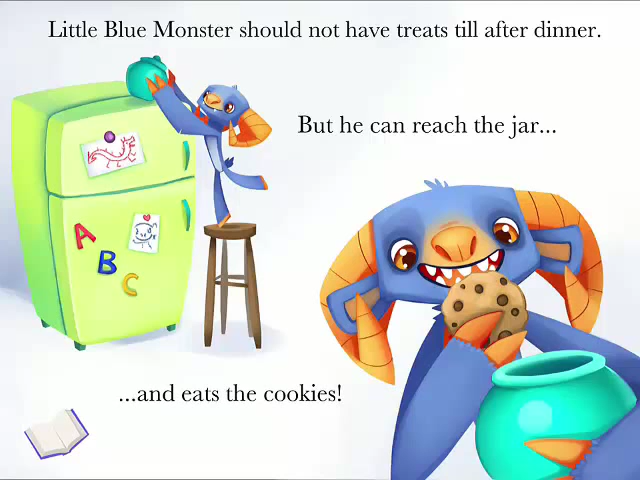 Little Blue Monster should not have treats till after dinner.
But he can reach the jar...
A
B
C
...and eats the cookies!